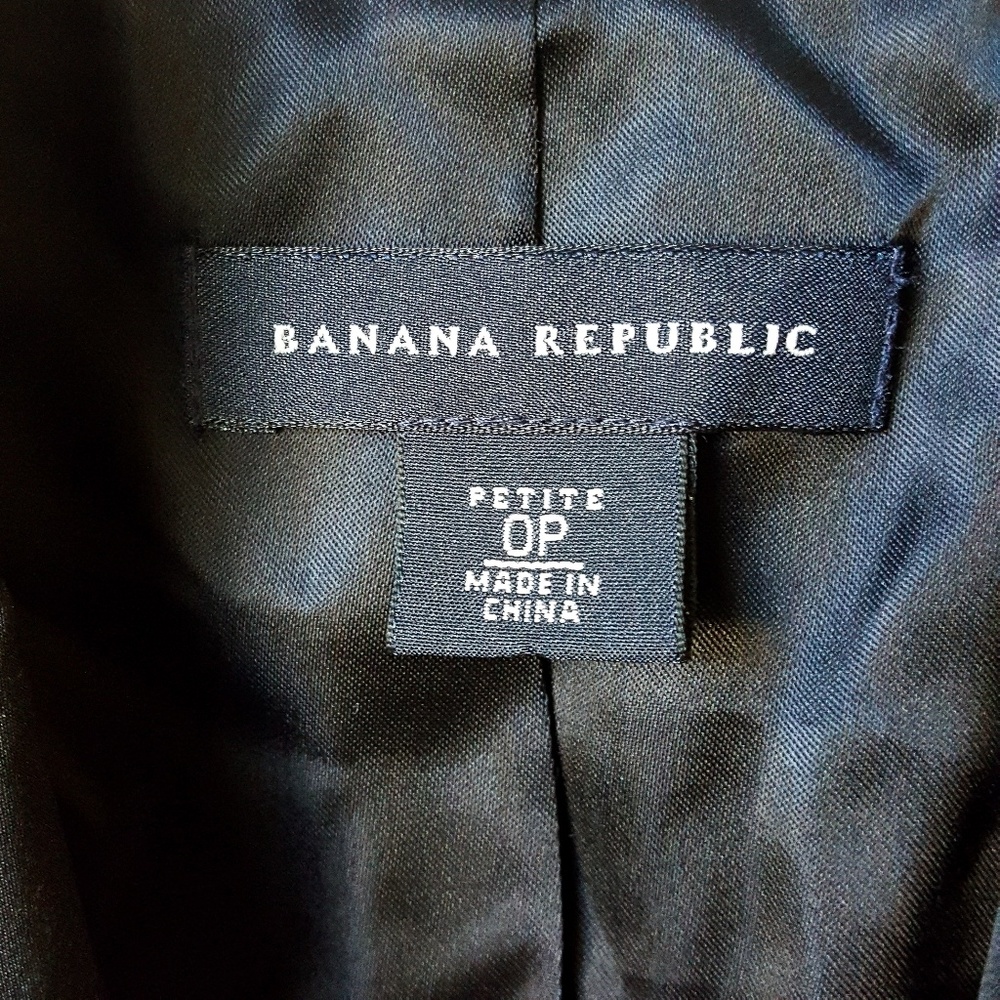 BANANA REPUBLIC
PETITE
0P
MADE IN
CHINA